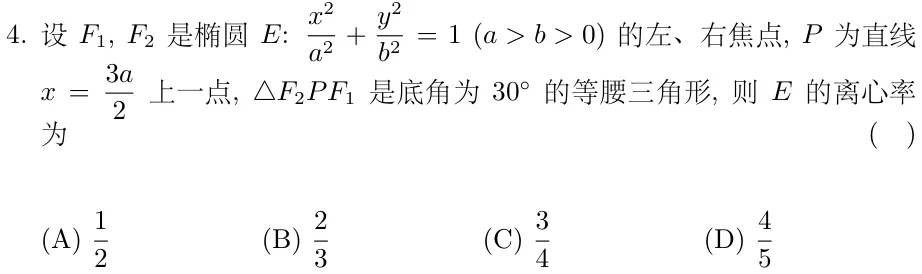 4. 设 F₁, F₂ 是椭圆 E: x²/a² + y²/b² = 1 (a > b > 0) 的左、右焦点, P 为直线
x = 3a/2 上一点, △F₂PF₁ 是底角为 30° 的等腰三角形, 则 E 的离心率
为 ( )
(A) 1/2 (B) 2/3 (C) 3/4 (D) 4/5